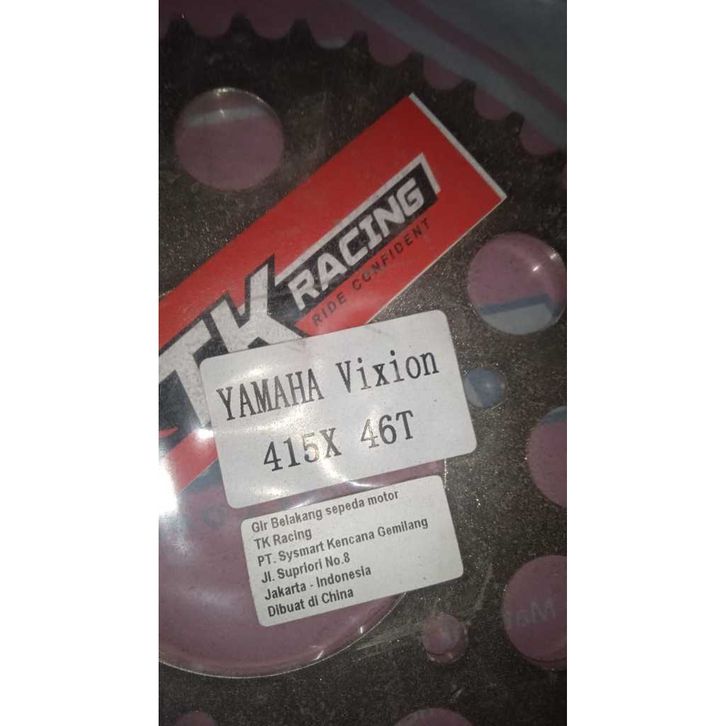 TK RACING
RIDE CONFIDENT
YAMAHA Vixion
415X 46T
Gir Belakang sepeda motor
TK Racing
PT. Sysmart Kencana Gemilang
Jl. Supriori No.8
Jakarta - Indonesia
Dibuat di China